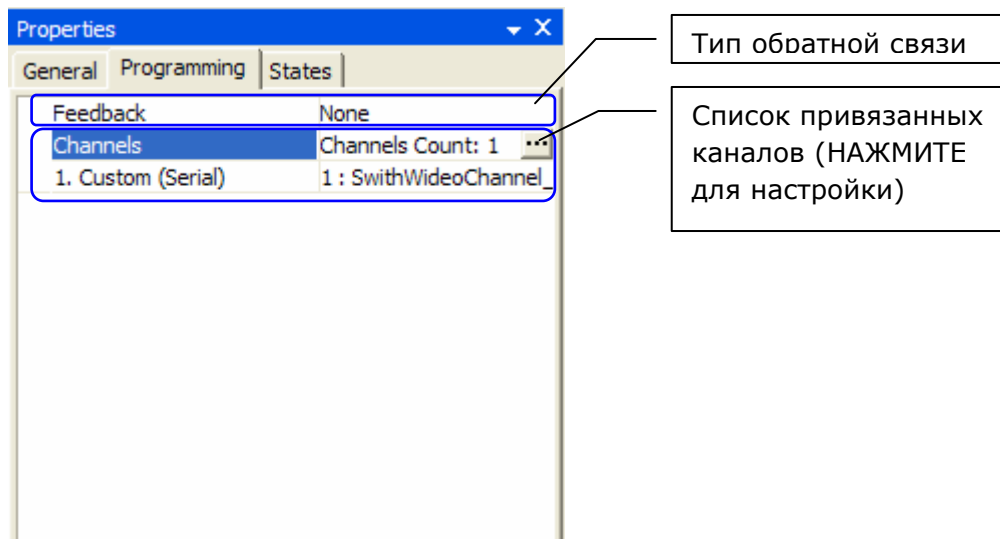 Properties
General Programming States
Feedback None
Channels Channels Count: 1 ...
1. Custom (Serial) 1 : SwithWideoChannel_
Тип обратной связи
Список привязанных
каналов (НАЖМИТЕ
для настройки)